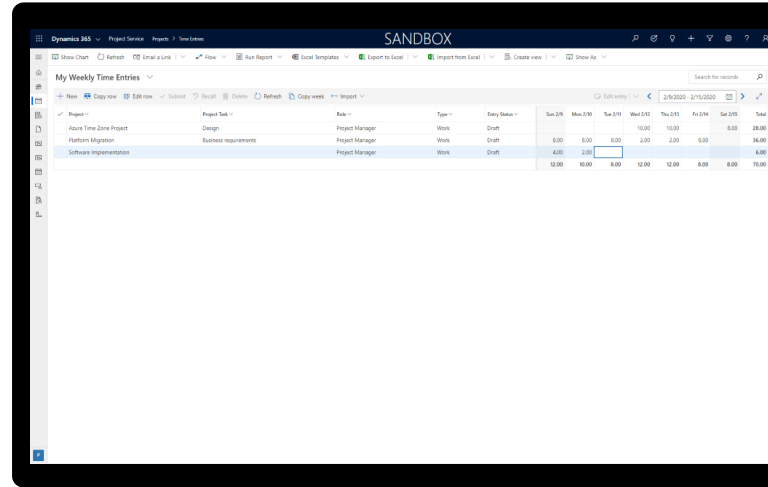 Dynamics 365 Project Service Projects > Time Entries SANDBOX
Show Chart Refresh Email a Link Flow Run Report Excel Templates Export to Excel Import from Excel Create view Show As
My Weekly Time Entries Search for records
New Copy row Edit row Submit Recall Delete Refresh Copy week Import Edit entry 2/9/2020 - 2/15/2020
Project Project Task Role Type Entry Status Sun 2/9 Mon 2/10 Tue 2/11 Wed 2/12 Thu 2/13 Fri 2/14 Sat 2/15 Total
Azure Time Zone Project Design Project Manager Work Draft 10.00 10.00 8.00 28.00
Platform Migration Business requirements Project Manager Work Draft 8.00 8.00 8.00 2.00 2.00 8.00 36.00
Software Implementation Project Manager Work Draft 4.00 2.00 6.00
12.00 10.00 8.00 12.00 12.00 8.00 8.00 70.00